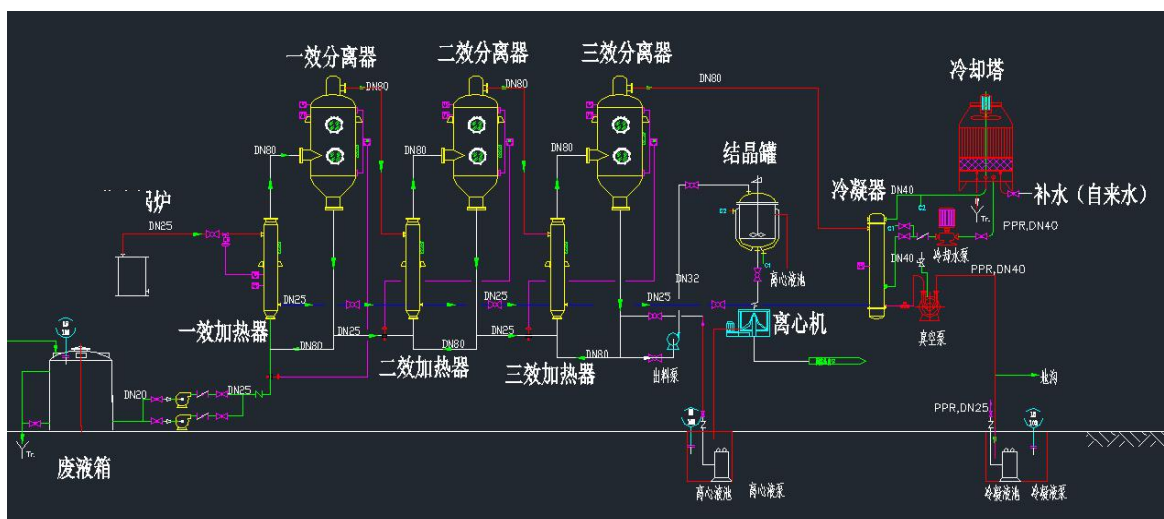 一效分离器
二效分离器
三效分离器
冷却塔
DN80
DN80
DN80
结晶罐
冷凝器
DN40
补水（自来水）
DN80
DN80
DN80
Tr.
PPR,DN40
锅炉
DN25
冷却水泵
DN40
PPR,DN40
DN32
离心液池
DN25
DN25
DN25
一效加热器
离心机
真空泵
DN25
DN25
DN80
DN80
DN80
二效加热器
三效加热器
出料泵
地沟
DN20
DN25
PPR,DN25
Tr.
废液箱
离心液池
离心液泵
冷凝液池
冷凝液泵